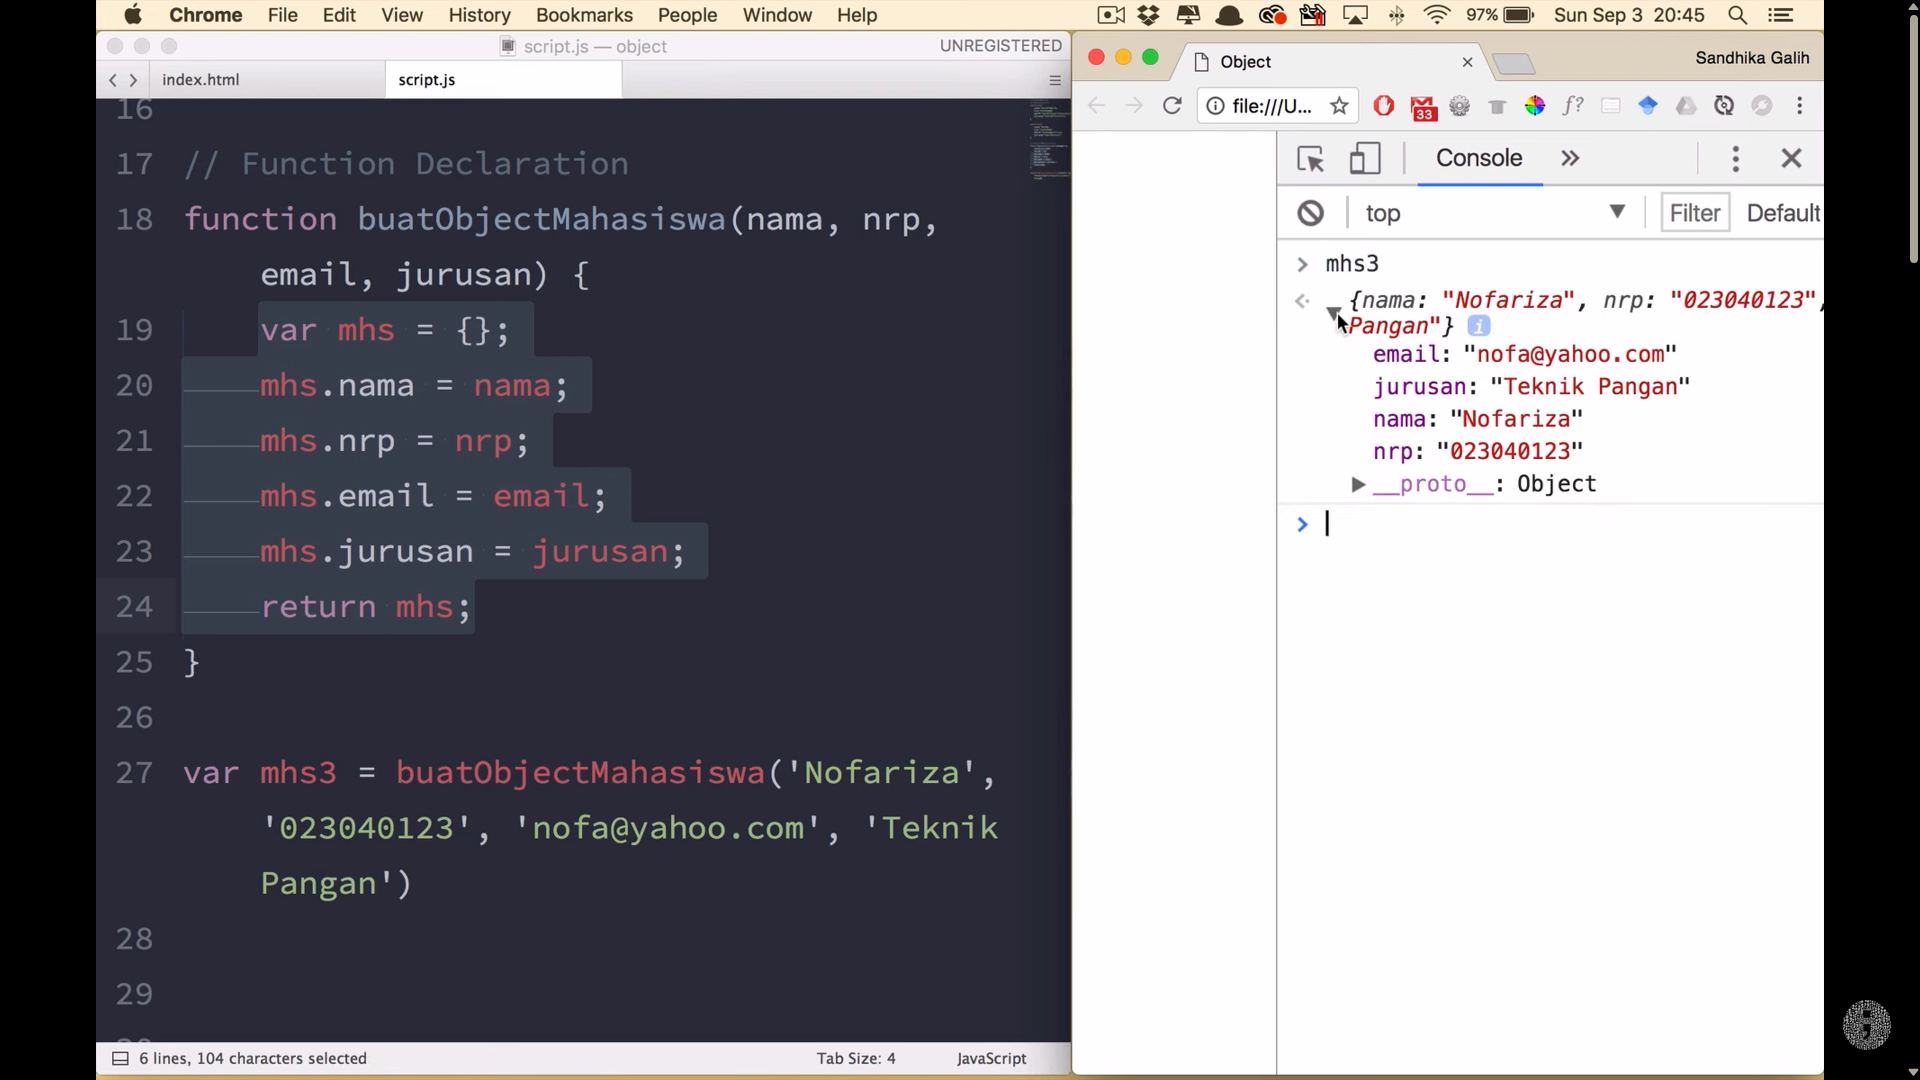 Chrome File Edit View History Bookmarks People Window Help 97% Sun Sep 3 20:45
script.js — object UNREGISTERED
index.html script.js
16
17 // Function Declaration
18 function buatObjectMahasiswa(nama, nrp,
email, jurusan) {
19 var mhs = {};
20 mhs.nama = nama;
21 mhs.nrp = nrp;
22 mhs.email = email;
23 mhs.jurusan = jurusan;
24 return mhs;
25 }
26
27 var mhs3 = buatObjectMahasiswa('Nofariza',
'023040123', 'nofa@yahoo.com', 'Teknik
Pangan')
28
29
6 lines, 104 characters selected Tab Size: 4 JavaScript
Object Sandhika Galih
file:///U... 33 f?
Console »
top Filter Default
> mhs3
{nama: "Nofariza", nrp: "023040123",
Pangan"} i
email: "nofa@yahoo.com"
jurusan: "Teknik Pangan"
nama: "Nofariza"
nrp: "023040123"
__proto__: Object
>